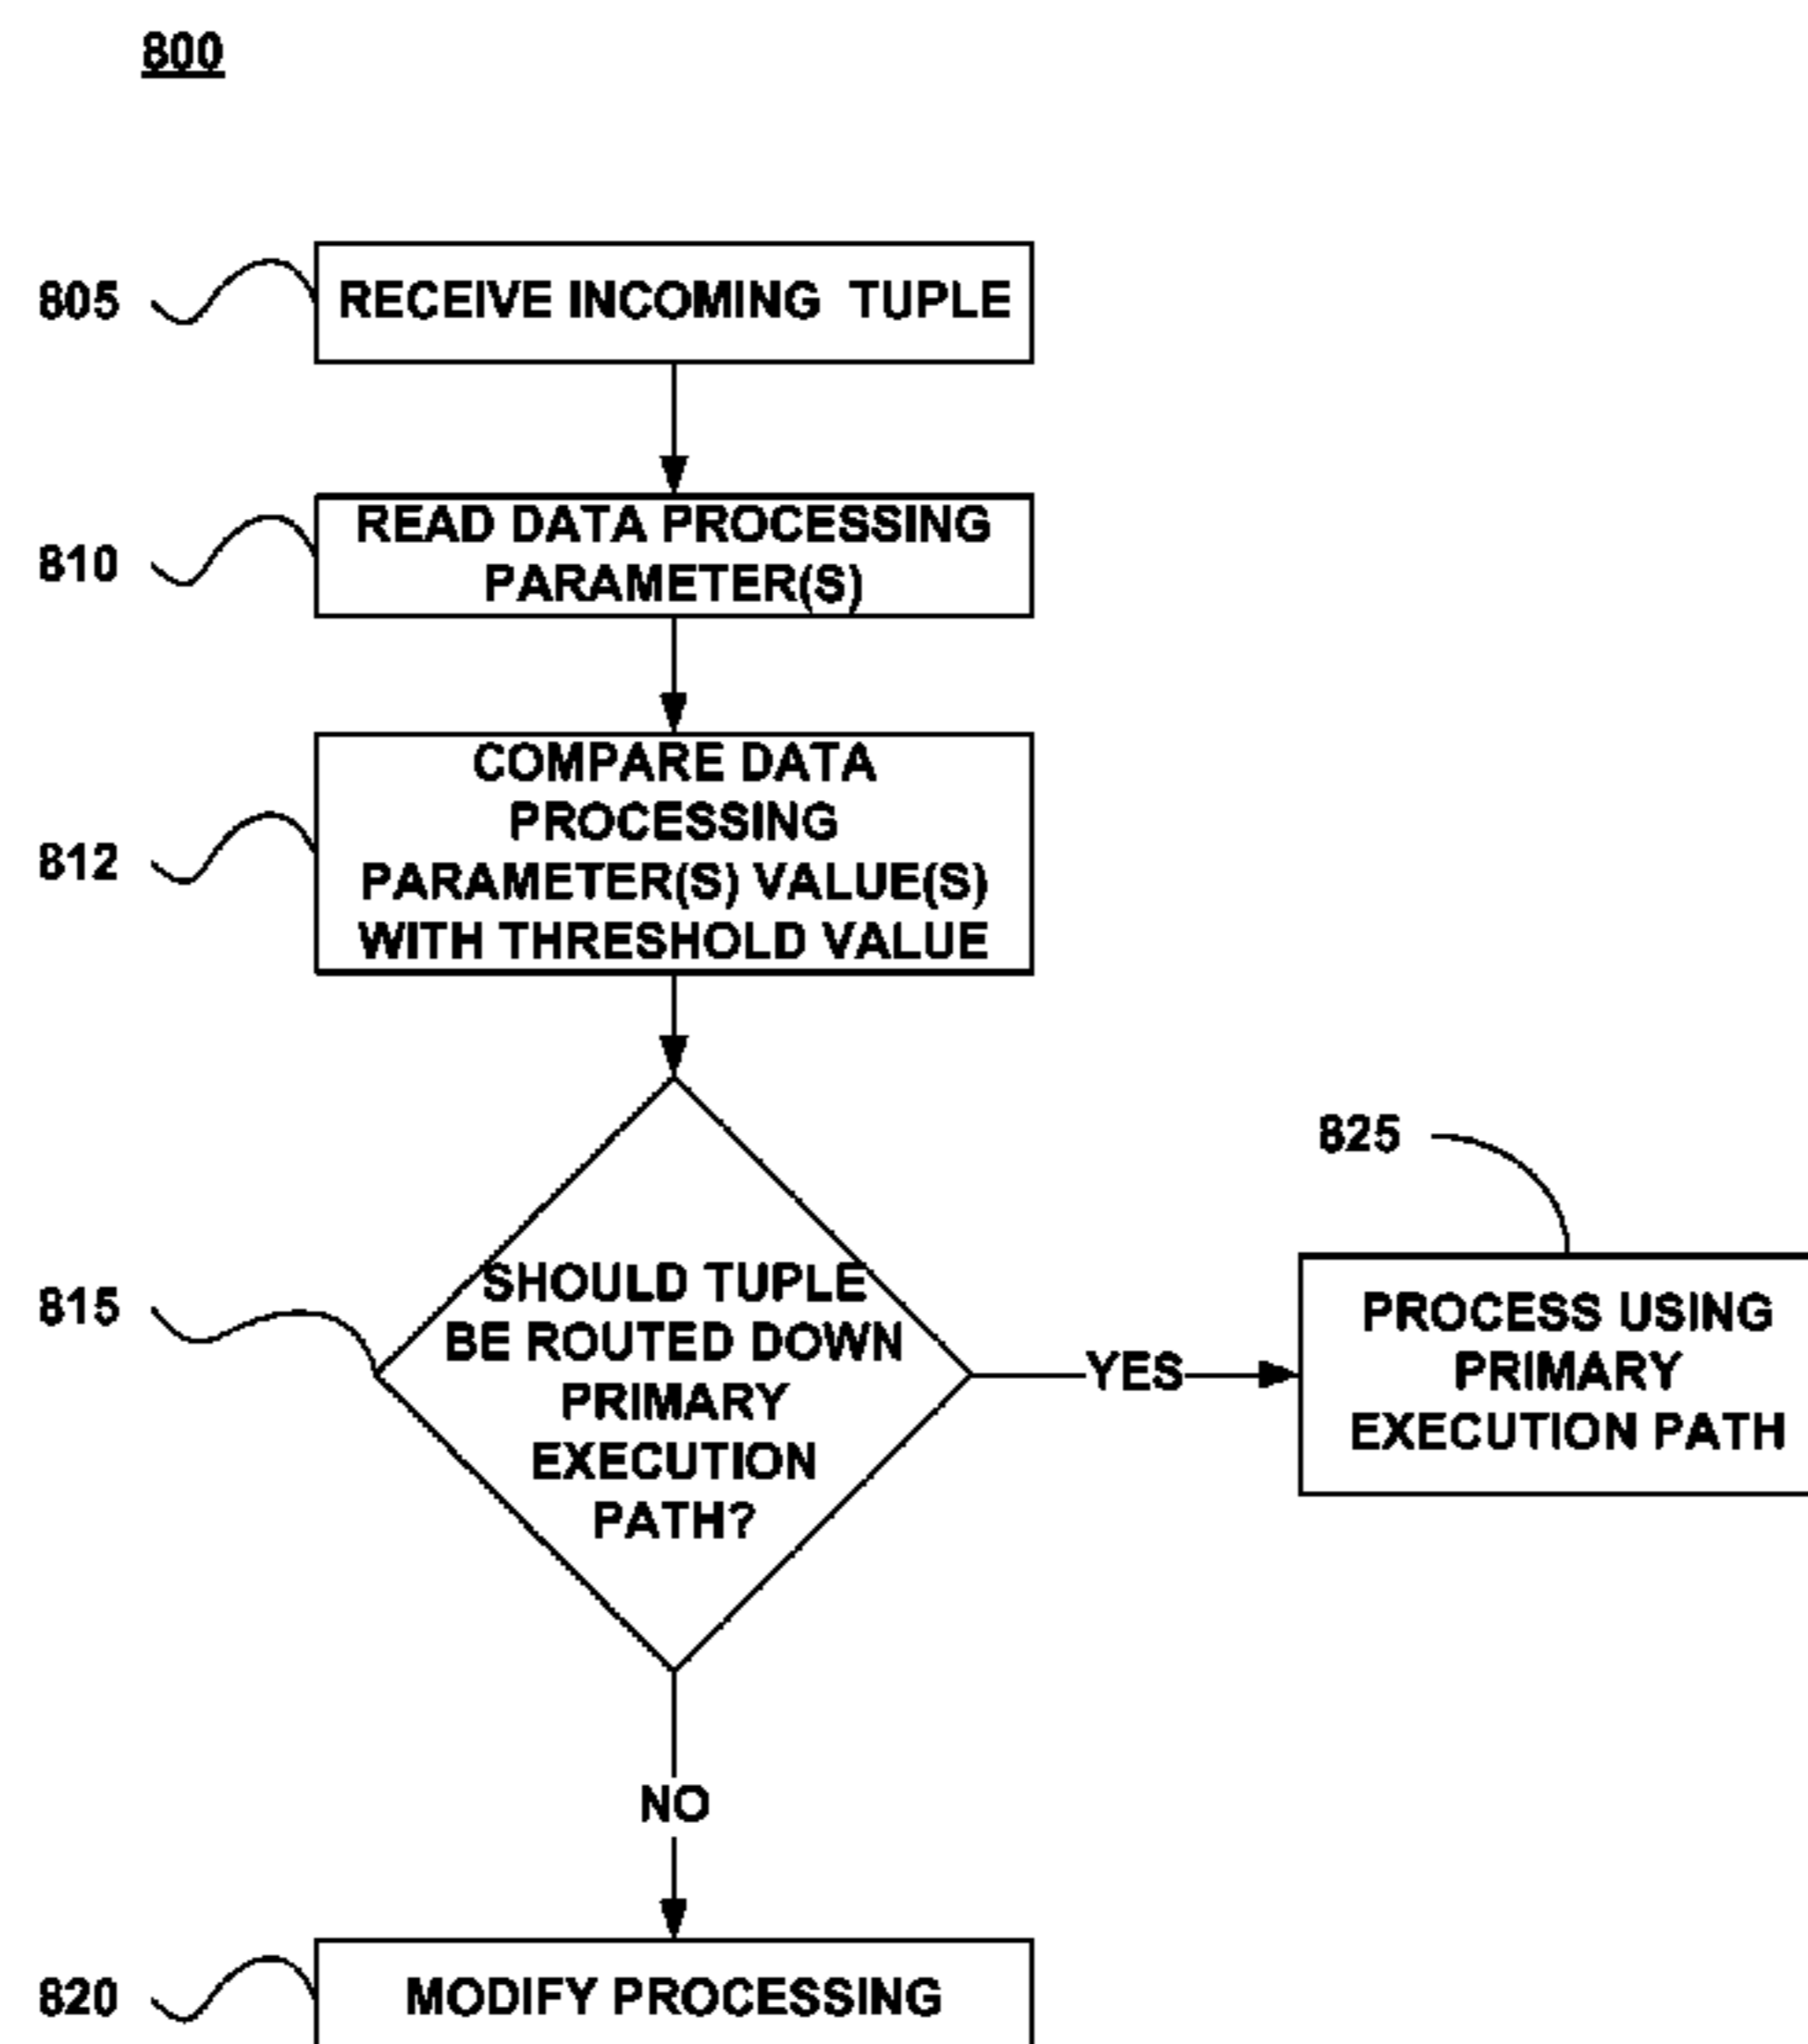 800
805
RECEIVE INCOMING TUPLE
810
READ DATA PROCESSING
PARAMETER(S)
812
COMPARE DATA
PROCESSING
PARAMETER(S) VALUE(S)
WITH THRESHOLD VALUE
815
SHOULD TUPLE
BE ROUTED DOWN
PRIMARY
EXECUTION
PATH?
YES
825
PROCESS USING
PRIMARY
EXECUTION PATH
NO
820
MODIFY PROCESSING